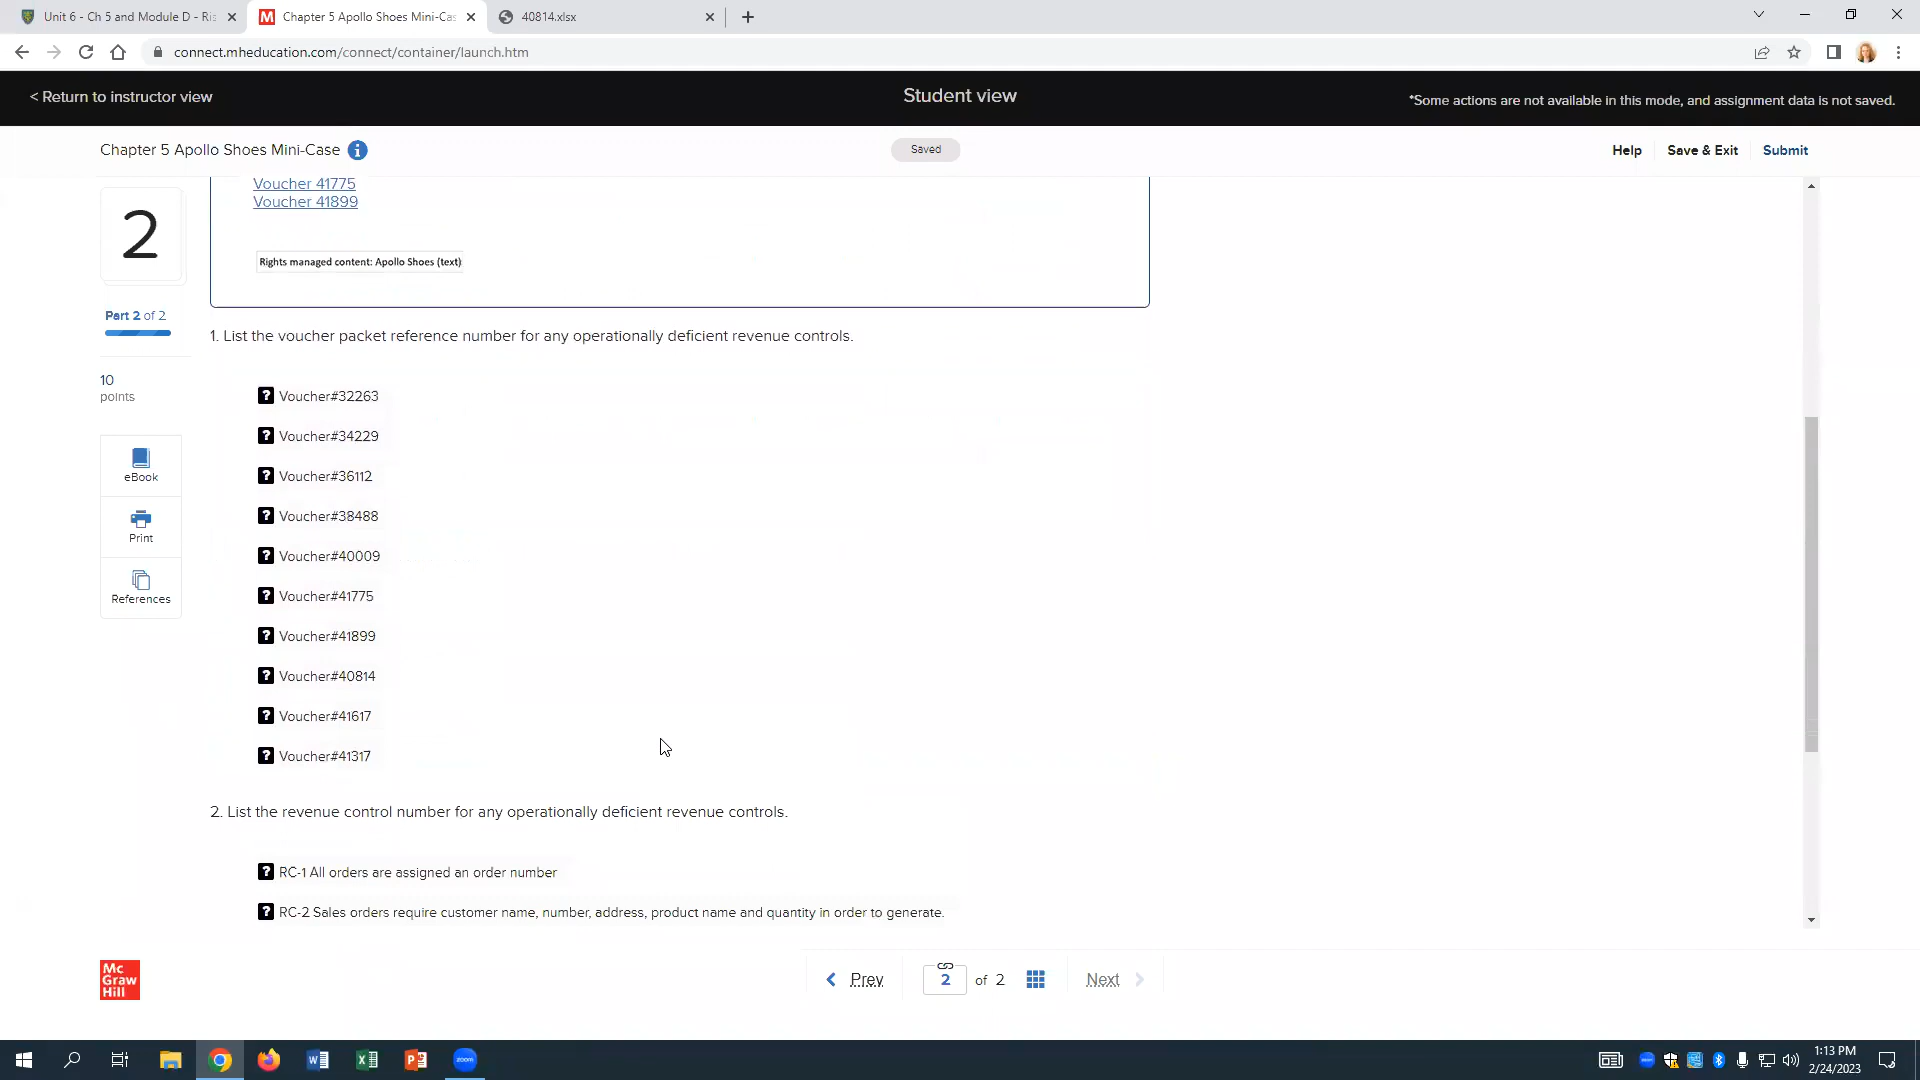 Unit 6 - Ch 5 and Module D - Ris
Chapter 5 Apollo Shoes Mini-Cas
40814.xlsx
connect.mheducation.com/connect/container/launch.htm
< Return to instructor view
Student view
*Some actions are not available in this mode, and assignment data is not saved.
Chapter 5 Apollo Shoes Mini-Case
Saved
Help
Save & Exit
Submit
2
Part 2 of 2
10
points
eBook
Print
References
Voucher 41775
Voucher 41899
Rights managed content: Apollo Shoes (text)
1. List the voucher packet reference number for any operationally deficient revenue controls.
? Voucher#32263
? Voucher#34229
? Voucher#36112
? Voucher#38488
? Voucher#40009
? Voucher#41775
? Voucher#41899
? Voucher#40814
? Voucher#41617
? Voucher#41317
2. List the revenue control number for any operationally deficient revenue controls.
? RC-1 All orders are assigned an order number
? RC-2 Sales orders require customer name, number, address, product name and quantity in order to generate.
Mc
Graw
Hill
Prev
2 of 2
Next
zoom
1:13 PM
2/24/2023